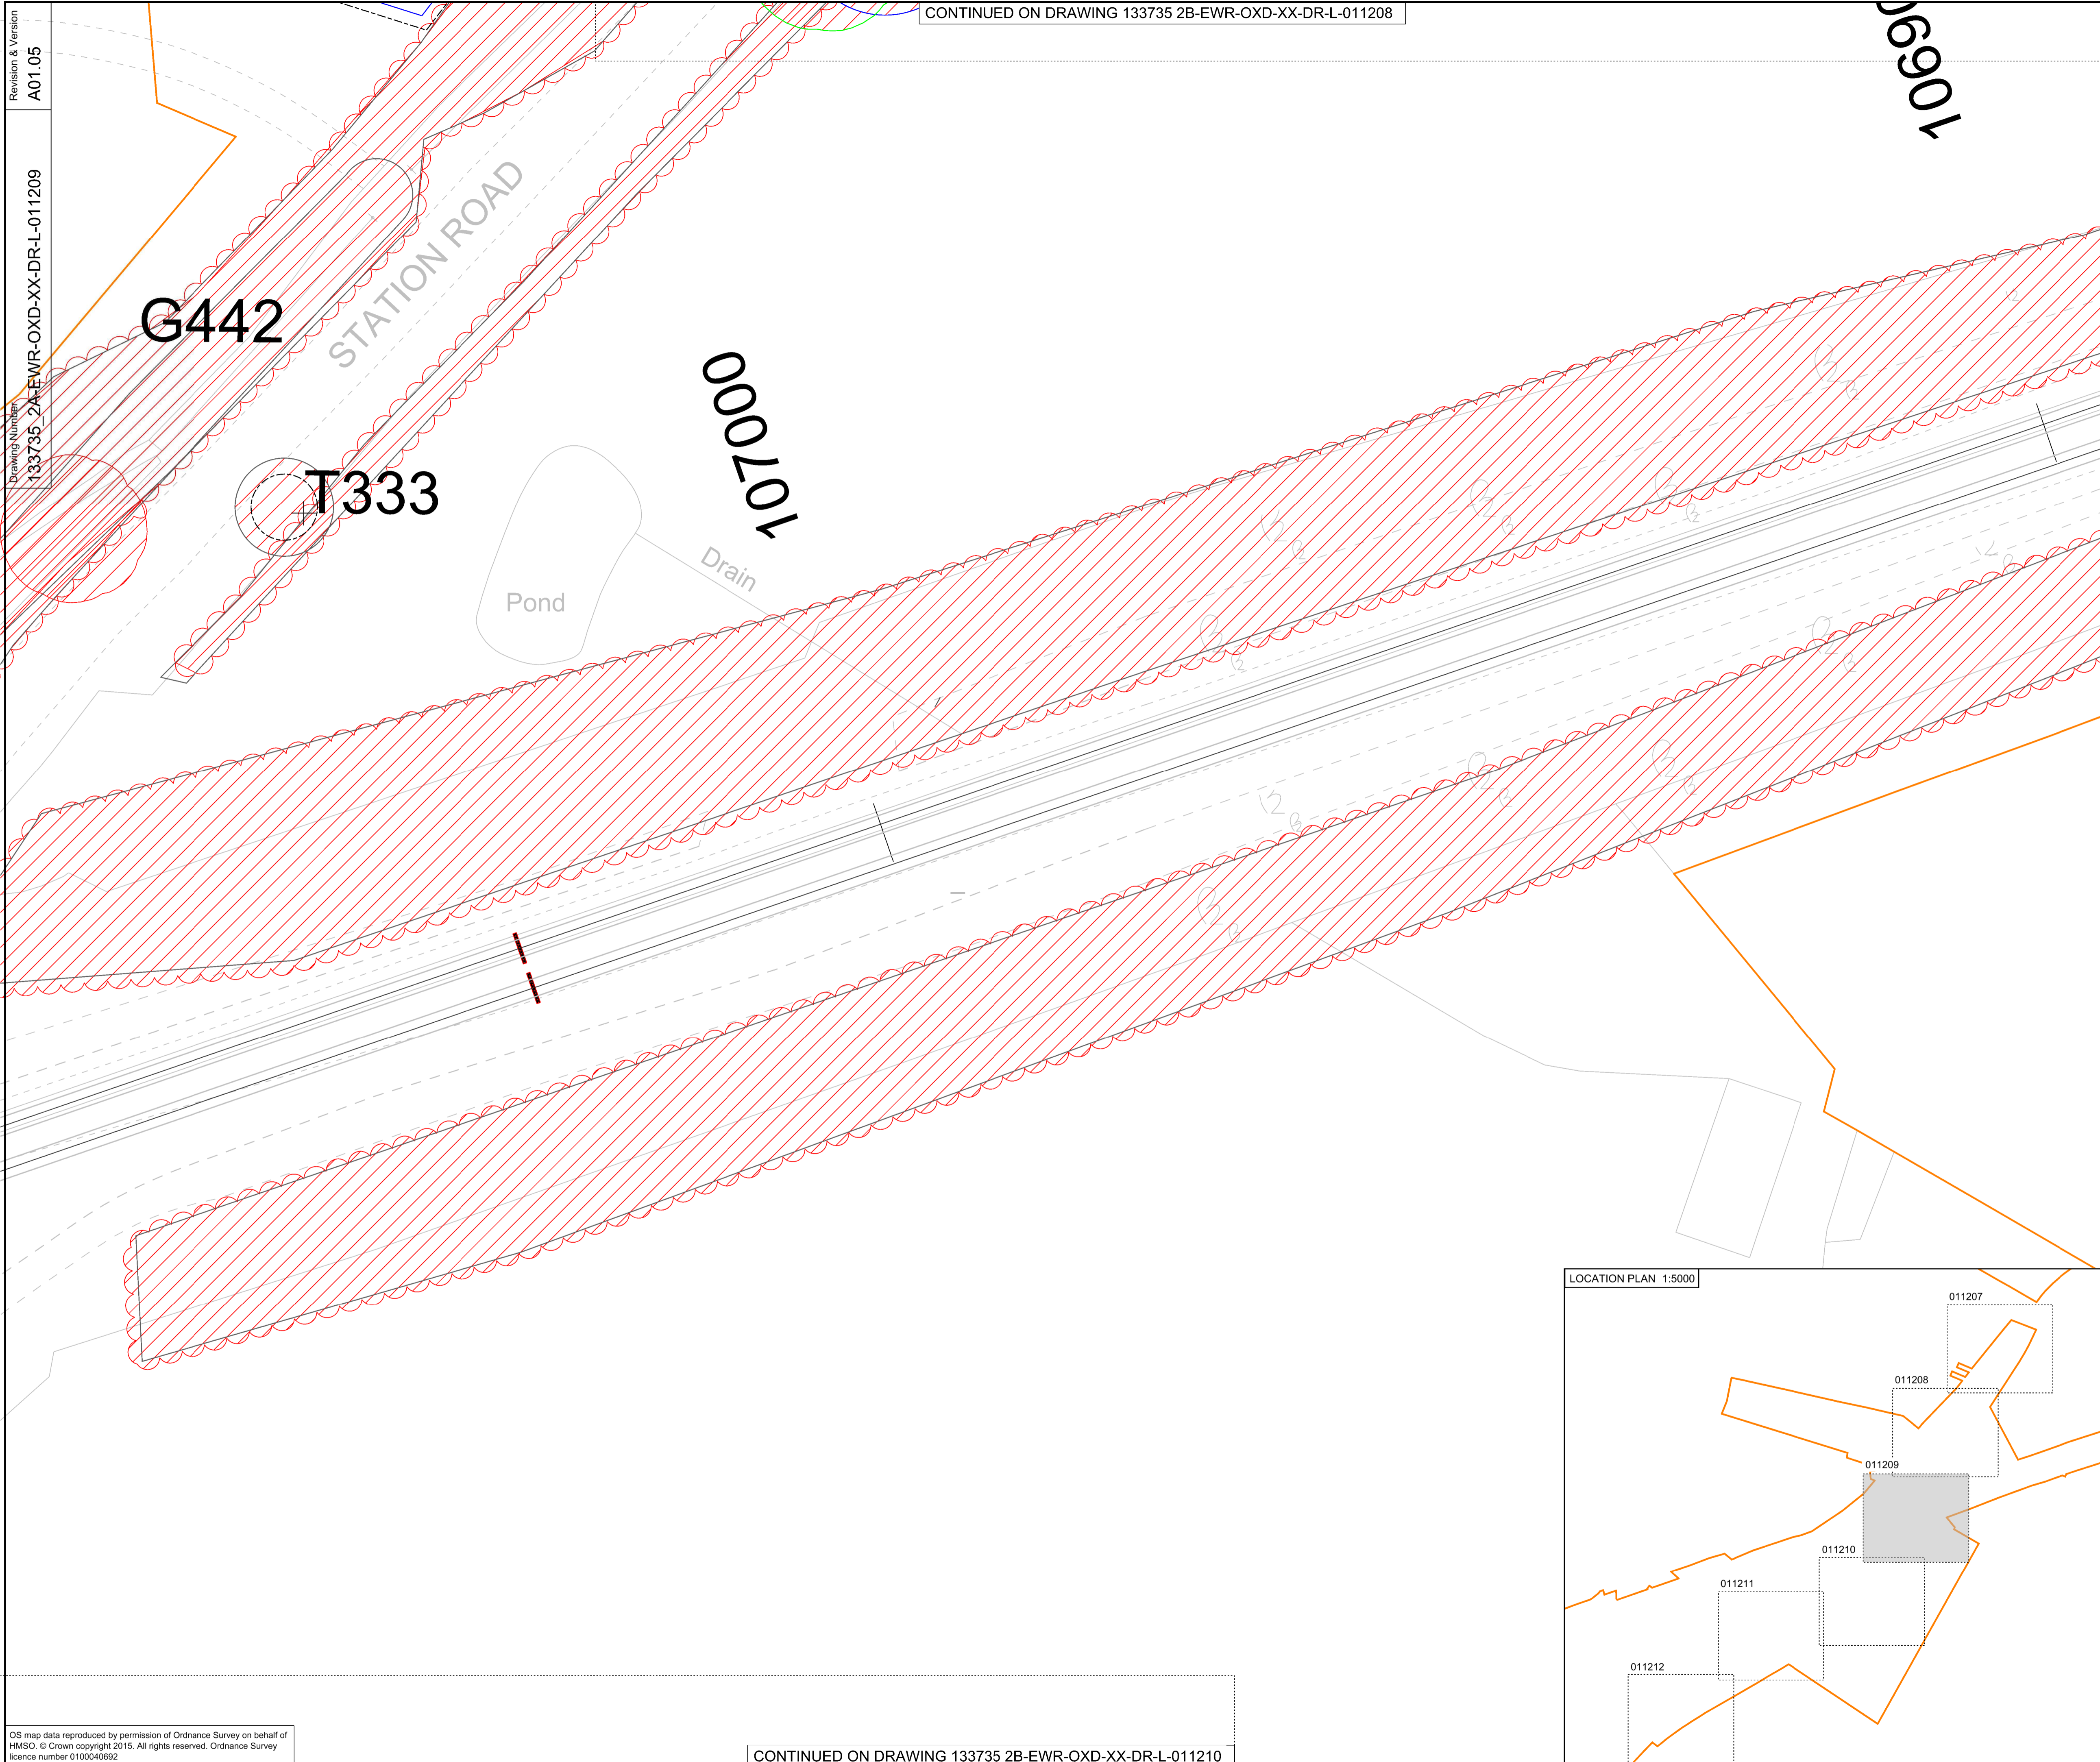 CONTINUED ON DRAWING 133735 2B-EWR-OXD-XX-DR-L-011208
Revision & Version
A01.05
Drawing Number
133735_2A-EWR-OXD-XX-DR-L-011209
STATION ROAD
G442
T333
107000
Pond
Drain
LOCATION PLAN 1:5000
011207
011208
011209
011210
011211
011212
OS map data reproduced by permission of Ordnance Survey on behalf of
HMSO. © Crown copyright 2015. All rights reserved. Ordnance Survey
licence number 0100040692
CONTINUED ON DRAWING 133735 2B-EWR-OXD-XX-DR-L-011210